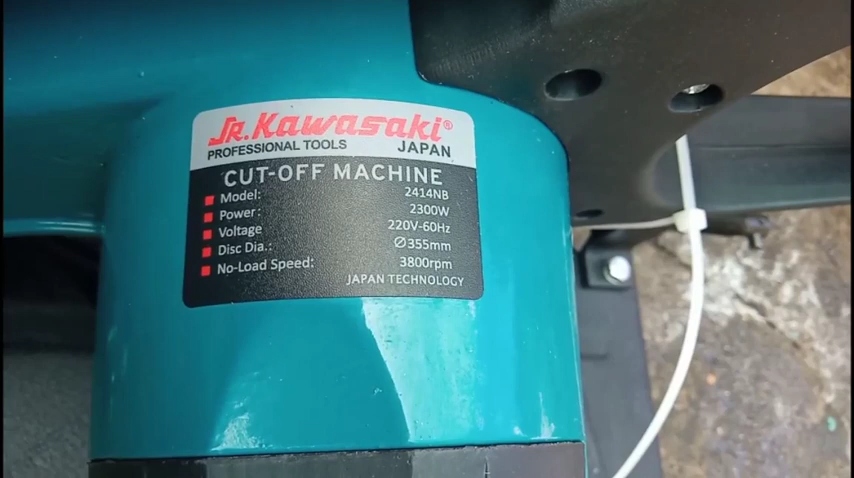 JR.Kawasaki®
PROFESSIONAL TOOLS JAPAN
CUT-OFF MACHINE
Model: 2414NB
Power: 2300W
Voltage 220V-60Hz
Disc Dia.: Ø355mm
No-Load Speed: 3800rpm
JAPAN TECHNOLOGY